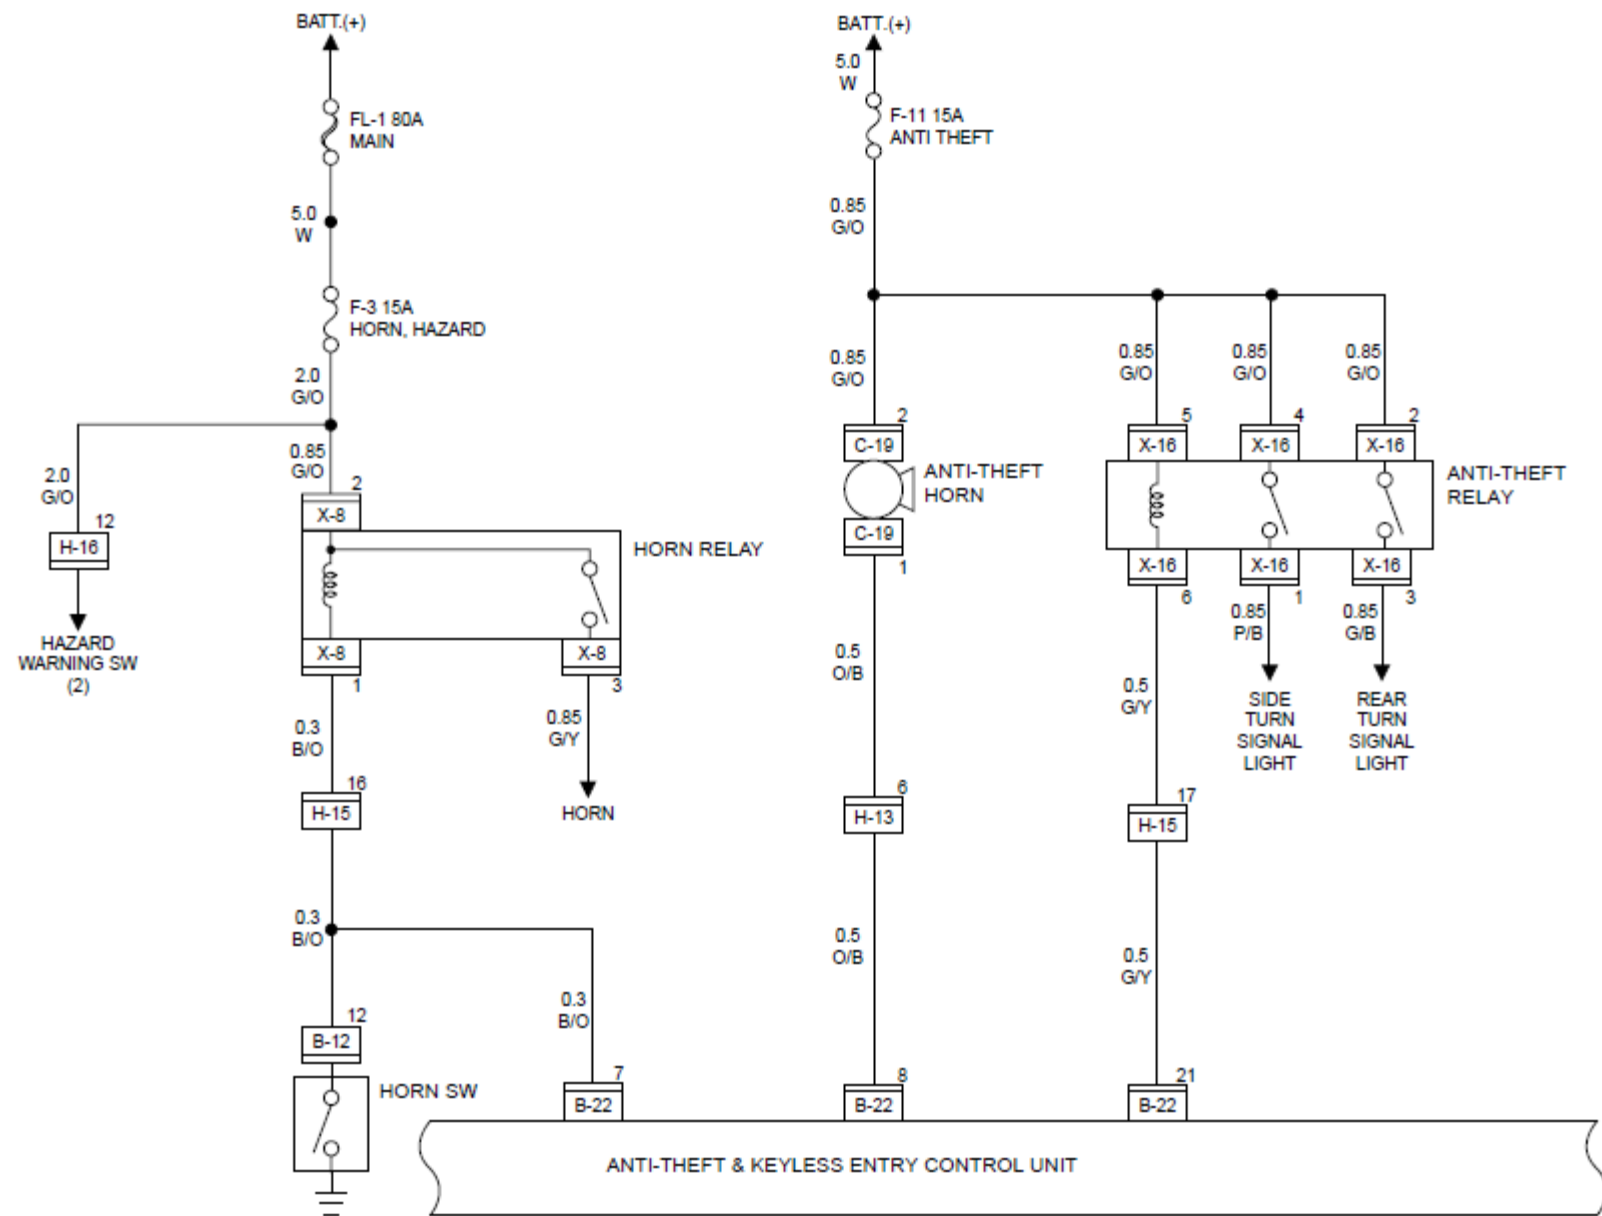 BATT.(+)
FL-1 80A
MAIN
5.0
W
F-3 15A
HORN, HAZARD
2.0
G/O
2.0
G/O
12
H-16
HAZARD
WARNING SW
(2)
0.85
G/O
2
X-8
HORN RELAY
X-8
1
X-8
3
0.3
B/O
0.85
G/Y
HORN
16
H-15
0.3
B/O
0.3
B/O
12
B-12
HORN SW
7
B-22
BATT.(+)
5.0
W
F-11 15A
ANTI THEFT
0.85
G/O
0.85
G/O
2
C-19
ANTI-THEFT
HORN
C-19
1
0.5
O/B
6
H-13
0.5
O/B
8
B-22
0.85
G/O
0.85
G/O
0.85
G/O
5
X-16
4
X-16
2
X-16
ANTI-THEFT
RELAY
X-16
6
X-16
1
X-16
3
0.85
P/B
0.85
G/B
SIDE
TURN
SIGNAL
LIGHT
REAR
TURN
SIGNAL
LIGHT
0.5
G/Y
17
H-15
0.5
G/Y
21
B-22
ANTI-THEFT & KEYLESS ENTRY CONTROL UNIT